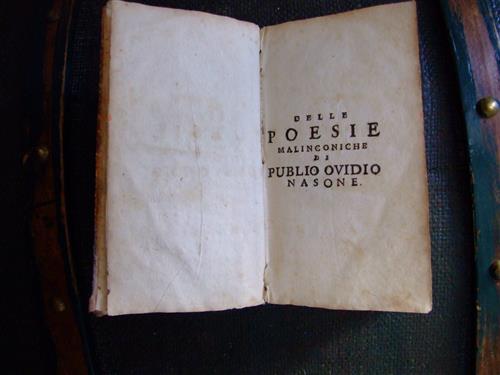 DELLE
POESIE
MALINCONICHE
DI
PUBLIO OVIDIO
NASONE.